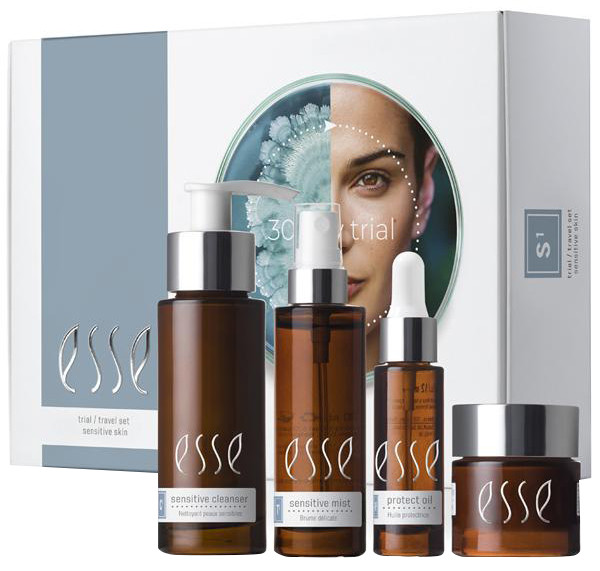 30 trial
esse
trial / travel set
sensitive skin
S1
trial / travel set
sensitive skin
esse
sensitive cleanser
Nettoyant peaux sensibles
esse
T
sensitive mist
Brume délicate
esse
protect oil
Huile protectrice
esse